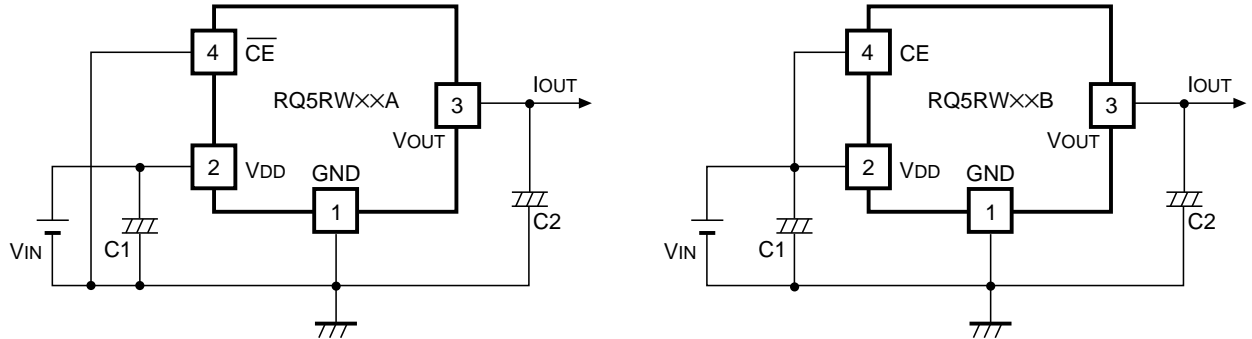 4
C̅E̅
RQ5RW××A
IOUT
3
VOUT
2
VDD
GND
1
VIN
C1
C2
4
CE
RQ5RW××B
IOUT
3
VOUT
2
VDD
GND
1
VIN
C1
C2